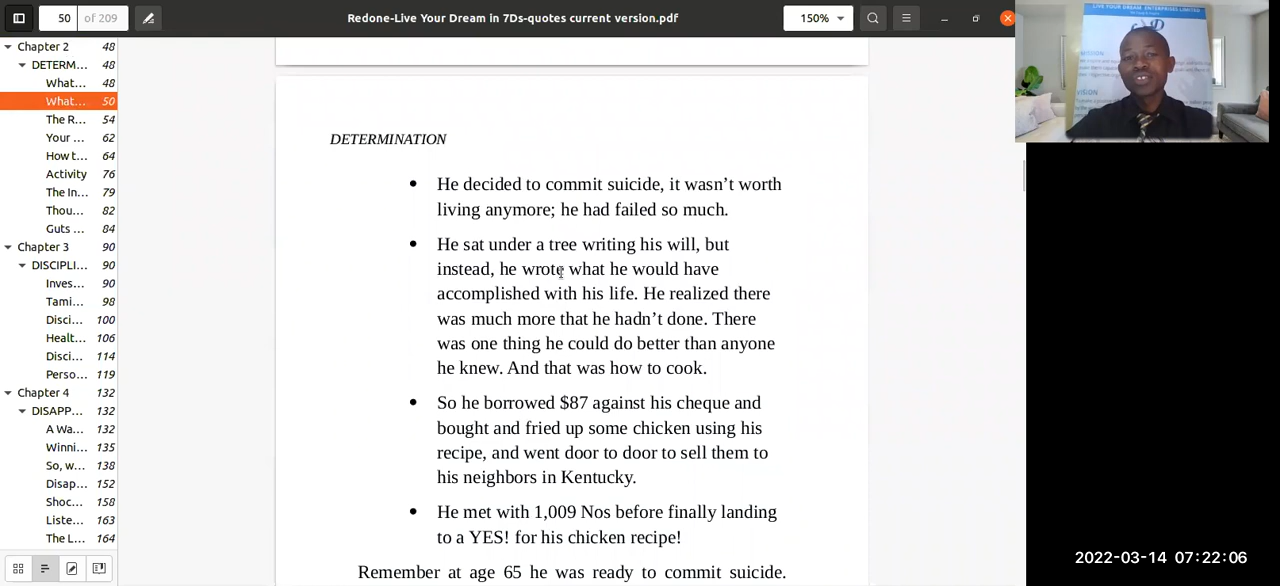 50 of 209
Redone-Live Your Dream in 7Ds-quotes current version.pdf
150%
Chapter 2 48
DETERM... 48
What... 48
What... 50
The R... 54
Your ... 62
How t... 64
Activity 76
The In... 79
Thou... 82
Guts ... 84
Chapter 3 90
DISCIPLI... 90
Inves... 90
Tami... 98
Disci... 100
Healt... 106
Disci... 114
Perso... 119
Chapter 4 132
DISAPP... 132
A Wa... 132
Winni... 135
So, w... 138
Disap... 152
Shoc... 158
Liste... 163
The L... 164
DETERMINATION
• He decided to commit suicide, it wasn’t worth
living anymore; he had failed so much.
• He sat under a tree writing his will, but
instead, he wrote what he would have
accomplished with his life. He realized there
was much more that he hadn’t done. There
was one thing he could do better than anyone
he knew. And that was how to cook.
• So he borrowed $87 against his cheque and
bought and fried up some chicken using his
recipe, and went door to door to sell them to
his neighbors in Kentucky.
• He met with 1,009 Nos before finally landing
to a YES! for his chicken recipe!
Remember at age 65 he was ready to commit suicide.
LIVE YOUR DREAM ENTERPRISES LIMITED
MISSION
VISION
2022-03-14 07:22:06